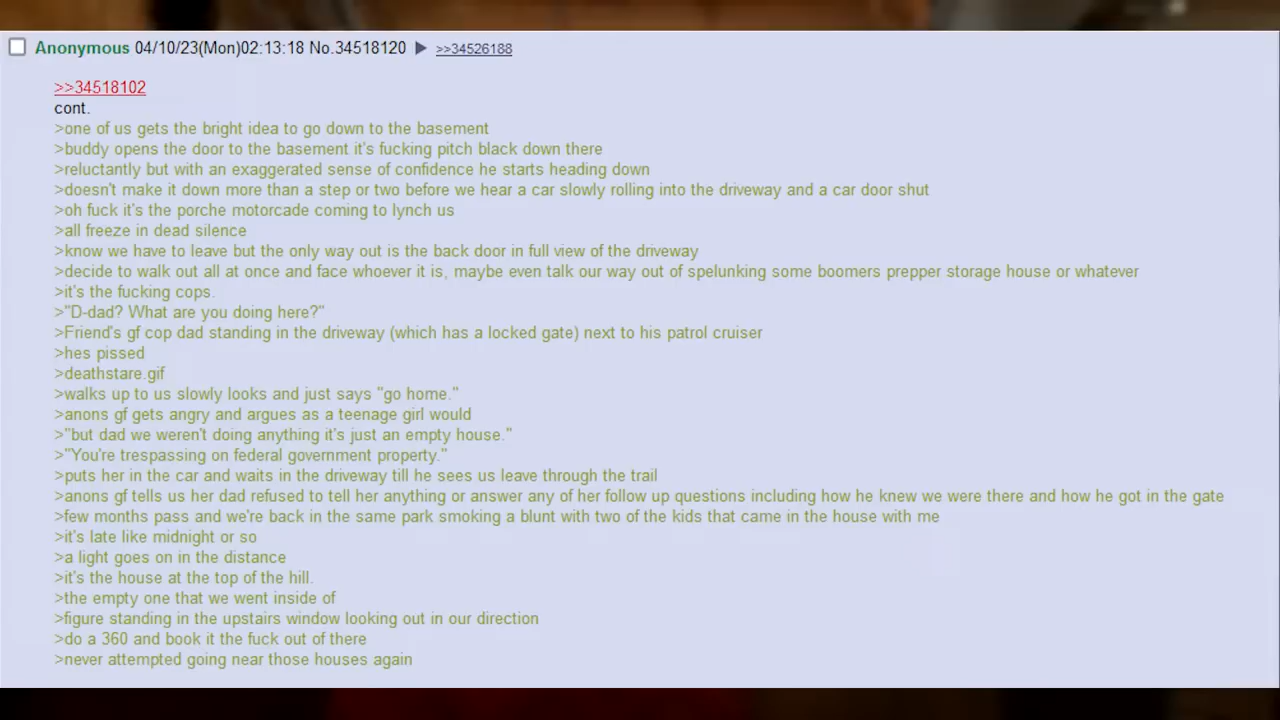 Anonymous 04/10/23(Mon)02:13:18 No.34518120 ▶ >>34526188
>>34518102
cont.
>one of us gets the bright idea to go down to the basement
>buddy opens the door to the basement it's fucking pitch black down there
>reluctantly but with an exaggerated sense of confidence he starts heading down
>doesn't make it down more than a step or two before we hear a car slowly rolling into the driveway and a car door shut
>oh fuck it's the porche motorcade coming to lynch us
>all freeze in dead silence
>know we have to leave but the only way out is the back door in full view of the driveway
>decide to walk out all at once and face whoever it is, maybe even talk our way out of spelunking some boomers prepper storage house or whatever
>it's the fucking cops.
>"D-dad? What are you doing here?"
>Friend's gf cop dad standing in the driveway (which has a locked gate) next to his patrol cruiser
>hes pissed
>deathstare.gif
>walks up to us slowly looks and just says "go home."
>anons gf gets angry and argues as a teenage girl would
>"but dad we weren't doing anything it's just an empty house."
>"You're trespassing on federal government property."
>puts her in the car and waits in the driveway till he sees us leave through the trail
>anons gf tells us her dad refused to tell her anything or answer any of her follow up questions including how he knew we were there and how he got in the gate
>few months pass and we're back in the same park smoking a blunt with two of the kids that came in the house with me
>it's late like midnight or so
>a light goes on in the distance
>it's the house at the top of the hill.
>the empty one that we went inside of
>figure standing in the upstairs window looking out in our direction
>do a 360 and book it the fuck out of there
>never attempted going near those houses again